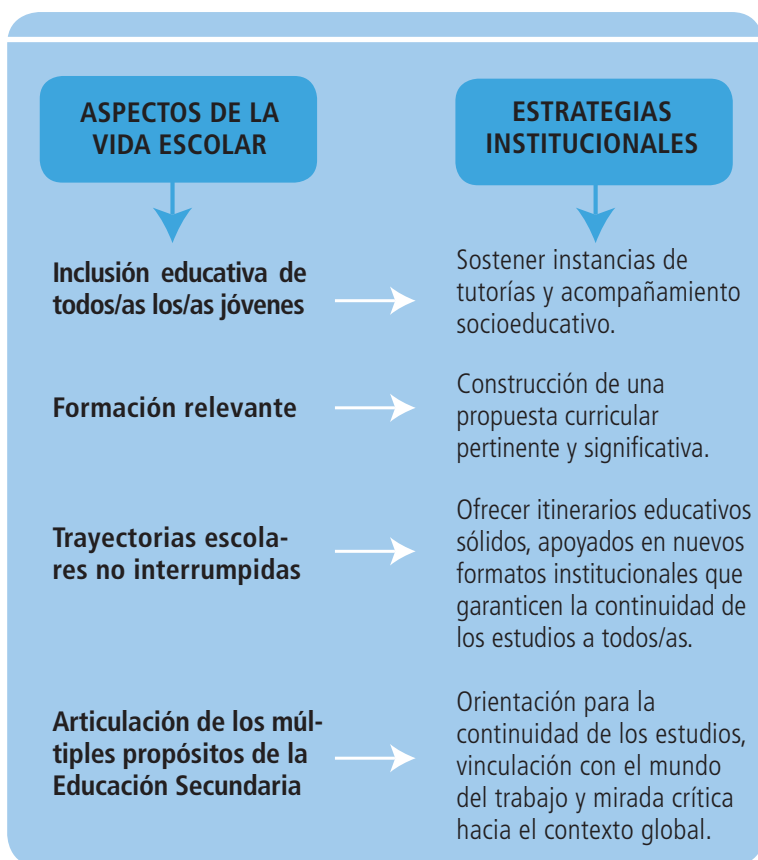 ASPECTOS DE LA
VIDA ESCOLAR
ESTRATEGIAS
INSTITUCIONALES
Inclusión educativa de
todos/as los/as jóvenes
Sostener instancias de
tutorías y acompañamiento
socioeducativo.
Formación relevante
Construcción de una
propuesta curricular
pertinente y significativa.
Trayectorias escola-
res no interrumpidas
Ofrecer itinerarios educativos
sólidos, apoyados en nuevos
formatos institucionales que
garanticen la continuidad de
los estudios a todos/as.
Articulación de los múl-
tiples propósitos de la
Educación Secundaria
Orientación para la
continuidad de los estudios,
vinculación con el mundo
del trabajo y mirada crítica
hacia el contexto global.